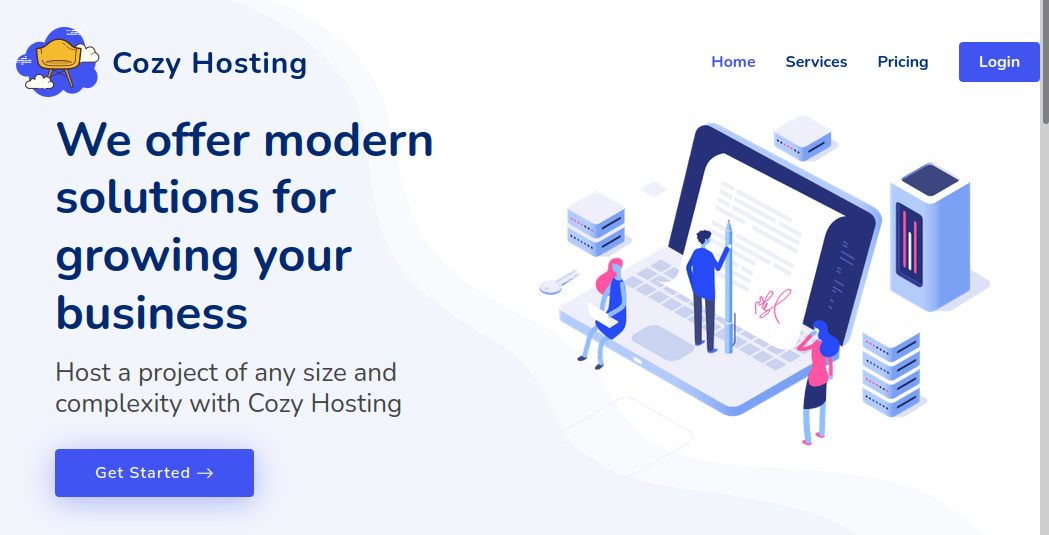 Cozy Hosting
Home Services Pricing Login
We offer modern
solutions for
growing your
business
Host a project of any size and
complexity with Cozy Hosting
Get Started →